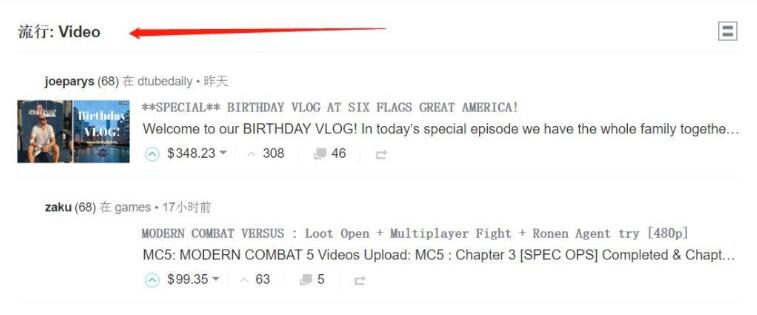 流行: Video
joeparys (68) 在 dtubedaily • 昨天
Birthday
VLOG!
**SPECIAL** BIRTHDAY VLOG AT SIX FLAGS GREAT AMERICA!
Welcome to our BIRTHDAY VLOG! In today's special episode we have the whole family togethe…
$348.23 308 46
zaku (68) 在 games • 17小时前
MODERN COMBAT VERSUS : Loot Open + Multiplayer Fight + Ronen Agent try [480p]
MC5: MODERN COMBAT 5 Videos Upload: MC5 : Chapter 3 [SPEC OPS] Completed & Chapt…
$99.35 63 5